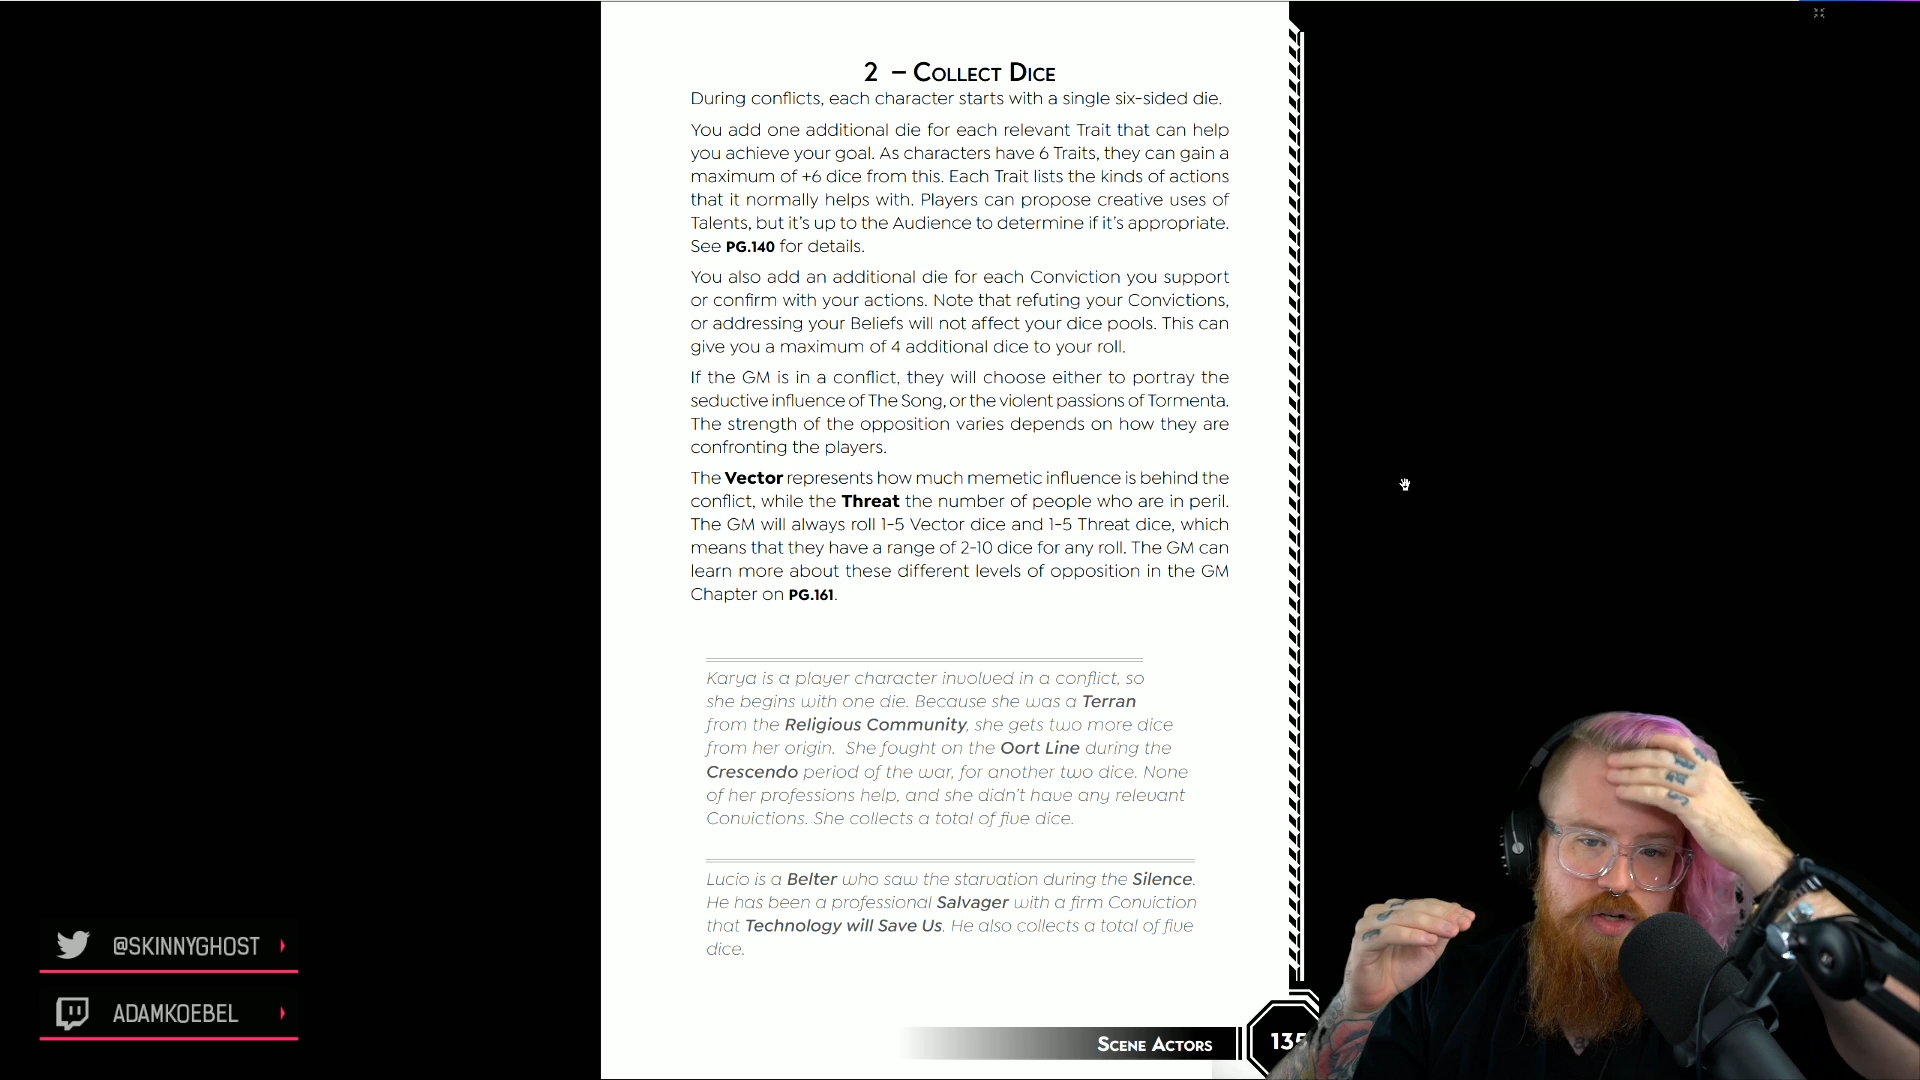 2 – Collect Dice
During conflicts, each character starts with a single six-sided die.
You add one additional die for each relevant Trait that can help
you achieve your goal. As characters have 6 Traits, they can gain a
maximum of +6 dice from this. Each Trait lists the kinds of actions
that it normally helps with. Players can propose creative uses of
Talents, but it's up to the Audience to determine if it's appropriate.
See PG.140 for details.
You also add an additional die for each Conviction you support
or confirm with your actions. Note that refuting your Convictions,
or addressing your Beliefs will not affect your dice pools. This can
give you a maximum of 4 additional dice to your roll.
If the GM is in a conflict, they will choose either to portray the
seductive influence of The Song, or the violent passions of Tormenta.
The strength of the opposition varies depends on how they are
confronting the players.
The Vector represents how much memetic influence is behind the
conflict, while the Threat the number of people who are in peril.
The GM will always roll 1-5 Vector dice and 1-5 Threat dice, which
means that they have a range of 2-10 dice for any roll. The GM can
learn more about these different levels of opposition in the GM
Chapter on PG.161.
Karya is a player character involved in a conflict, so
she begins with one die. Because she was a Terran
from the Religious Community, she gets two more dice
from her origin. She fought on the Oort Line during the
Crescendo period of the war, for another two dice. None
of her professions help, and she didn't have any relevant
Convictions. She collects a total of five dice.
Lucio is a Belter who saw the starvation during the Silence.
He has been a professional Salvager with a firm Conviction
that Technology will Save Us. He also collects a total of five
dice.
Scene Actors
135
@SKINNYGHOST
ADAMKOEBEL